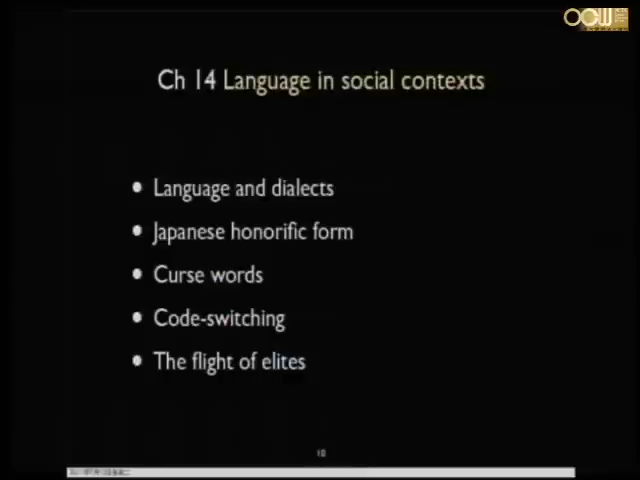 OCW
Ch 14 Language in social contexts
• Language and dialects
• Japanese honorific form
• Curse words
• Code-switching
• The flight of elites